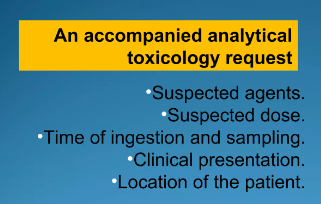 An accompanied analytical
toxicology request
•Suspected agents.
•Suspected dose.
•Time of ingestion and sampling.
•Clinical presentation.
•Location of the patient.